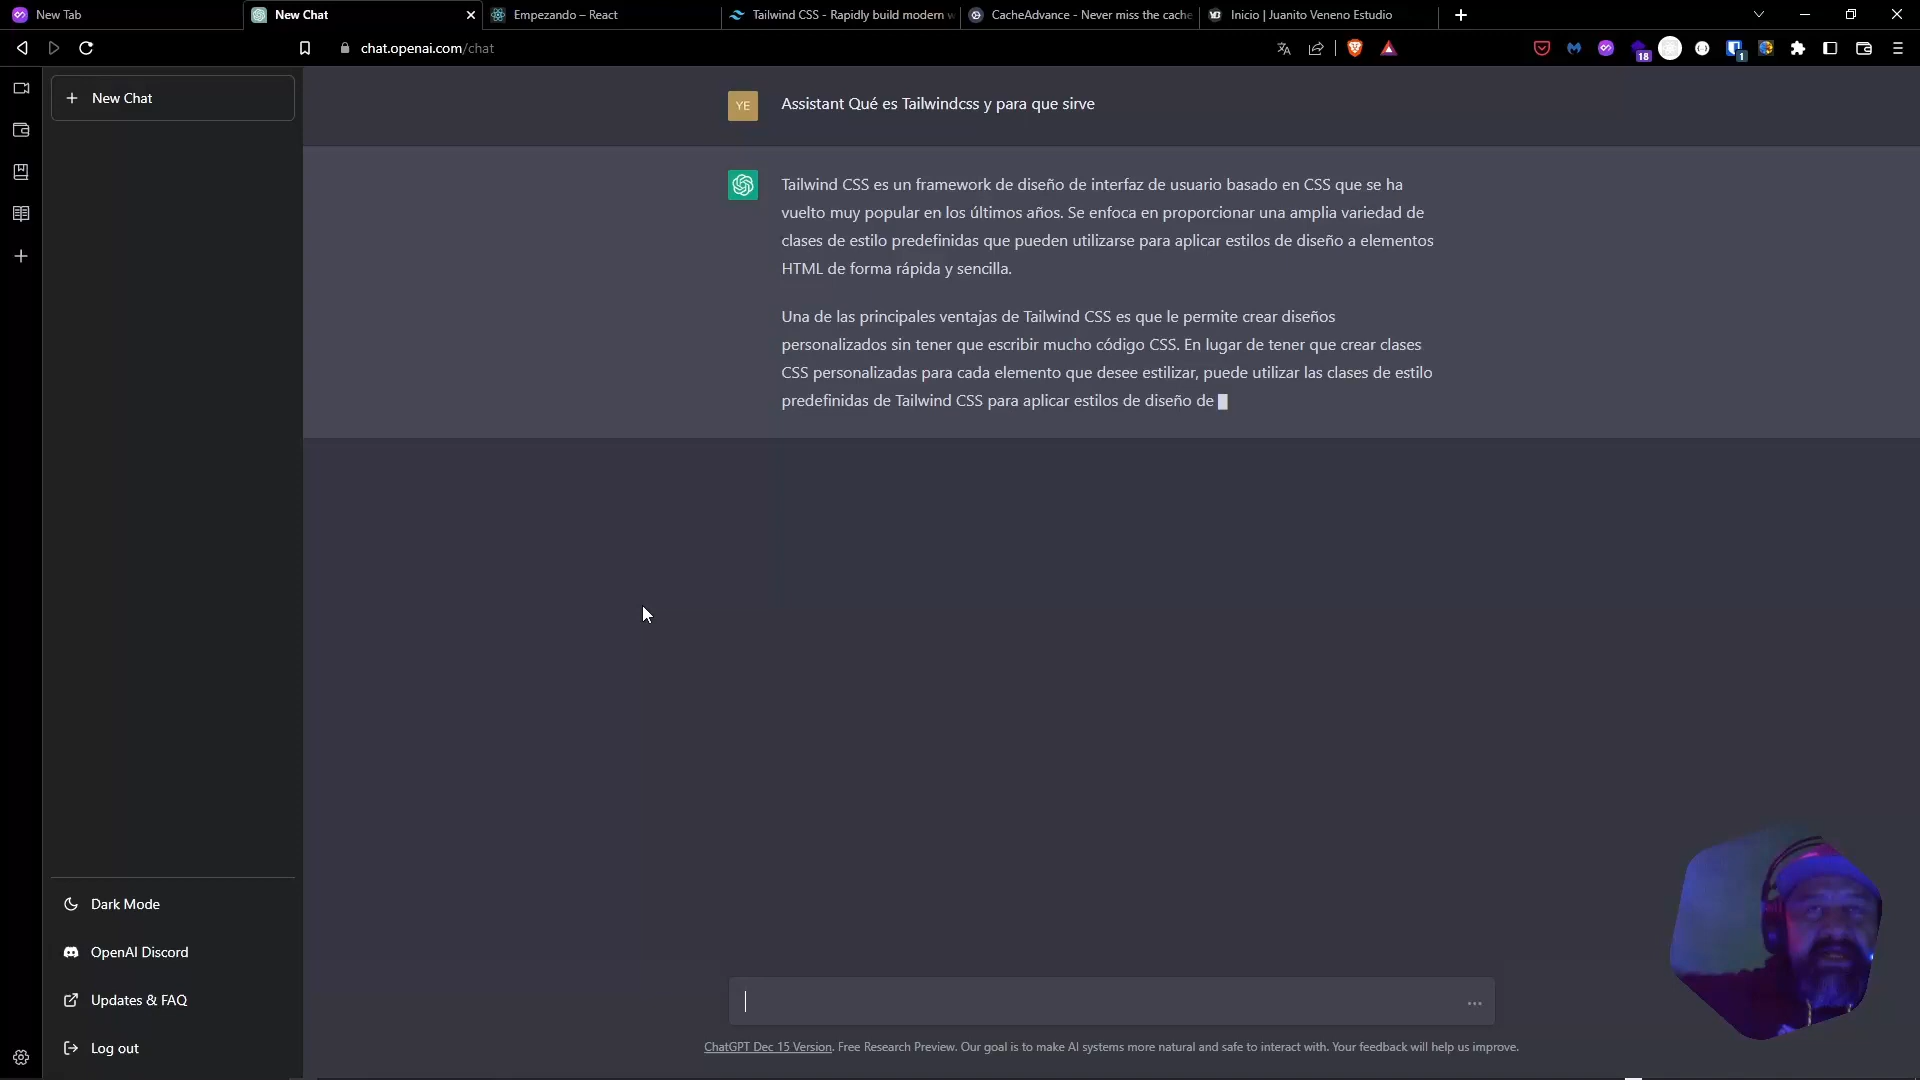 New Tab
New Chat
Empezando – React
Tailwind CSS - Rapidly build modern w
CacheAdvance - Never miss the cache
Inicio | Juanito Veneno Estudio
chat.openai.com/chat
18
1
New Chat
YE
Assistant Qué es Tailwindcss y para que sirve
Tailwind CSS es un framework de diseño de interfaz de usuario basado en CSS que se ha
vuelto muy popular en los últimos años. Se enfoca en proporcionar una amplia variedad de
clases de estilo predefinidas que pueden utilizarse para aplicar estilos de diseño a elementos
HTML de forma rápida y sencilla.
Una de las principales ventajas de Tailwind CSS es que le permite crear diseños
personalizados sin tener que escribir mucho código CSS. En lugar de tener que crear clases
CSS personalizadas para cada elemento que desee estilizar, puede utilizar las clases de estilo
predefinidas de Tailwind CSS para aplicar estilos de diseño de
Dark Mode
OpenAI Discord
Updates & FAQ
Log out
ChatGPT Dec 15 Version. Free Research Preview. Our goal is to make AI systems more natural and safe to interact with. Your feedback will help us improve.